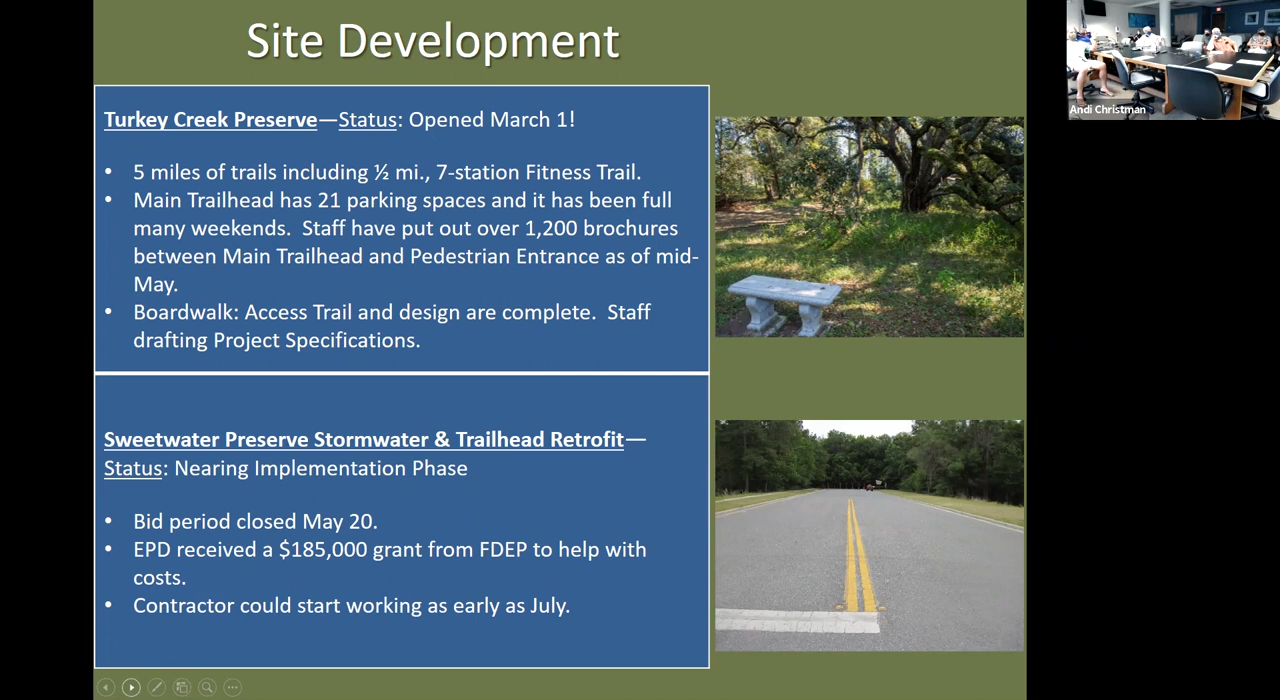 Site Development
Turkey Creek Preserve—Status: Opened March 1!
• 5 miles of trails including ½ mi., 7-station Fitness Trail.
• Main Trailhead has 21 parking spaces and it has been full
many weekends.  Staff have put out over 1,200 brochures
between Main Trailhead and Pedestrian Entrance as of mid-
May.
• Boardwalk: Access Trail and design are complete.  Staff
drafting Project Specifications.
Sweetwater Preserve Stormwater & Trailhead Retrofit—
Status: Nearing Implementation Phase
• Bid period closed May 20.
• EPD received a $185,000 grant from FDEP to help with
costs.
• Contractor could start working as early as July.
Andi Christman